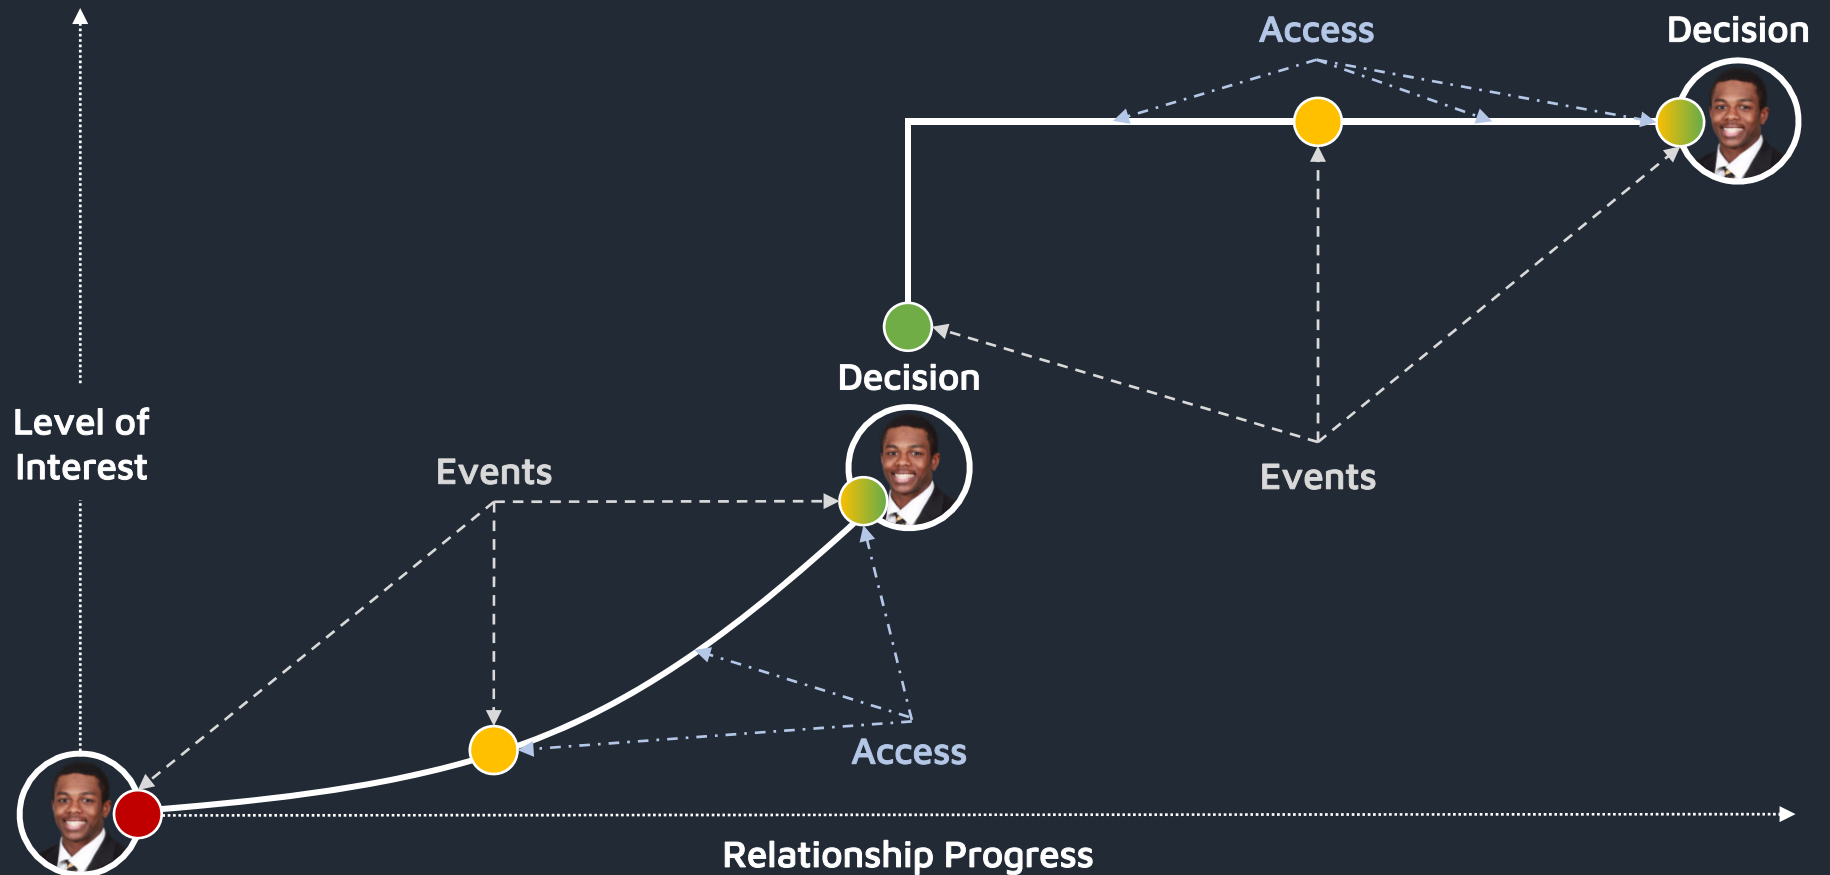 Access
Decision
Decision
Level of
Interest
Events
Events
Access
Relationship Progress